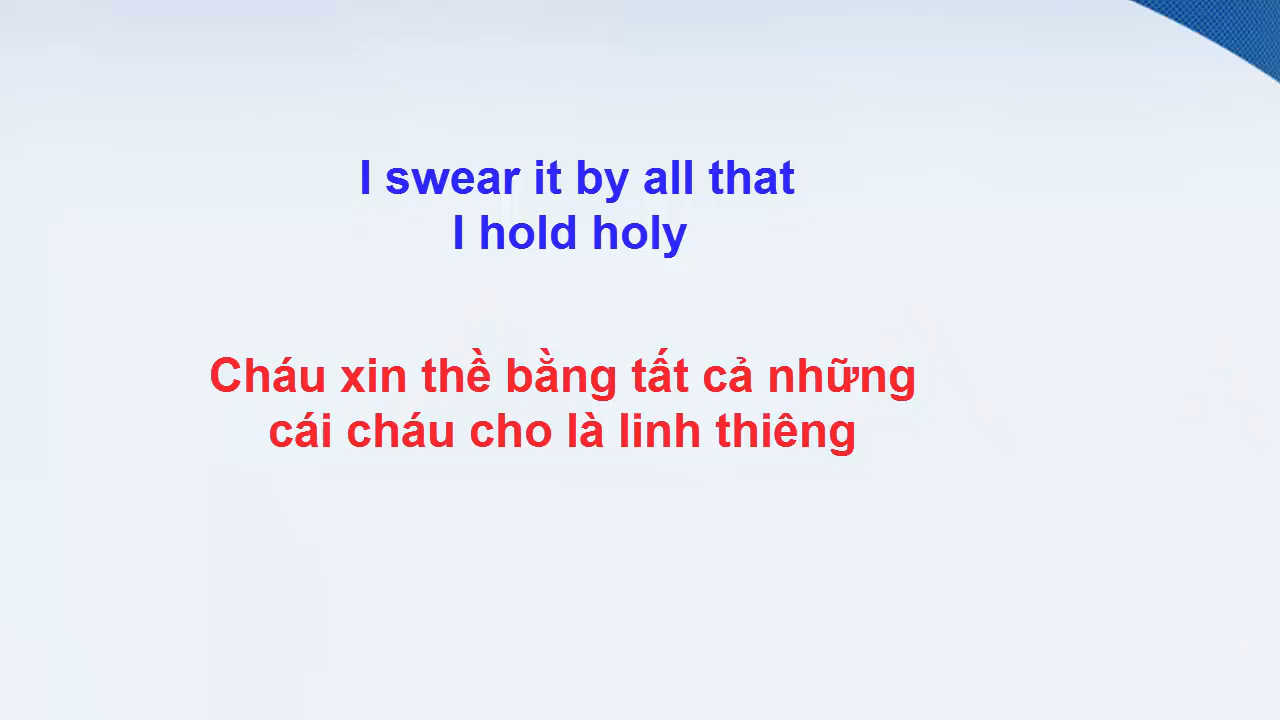 I swear it by all that
I hold holy
Cháu xin thề bằng tất cả những
cái cháu cho là linh thiêng